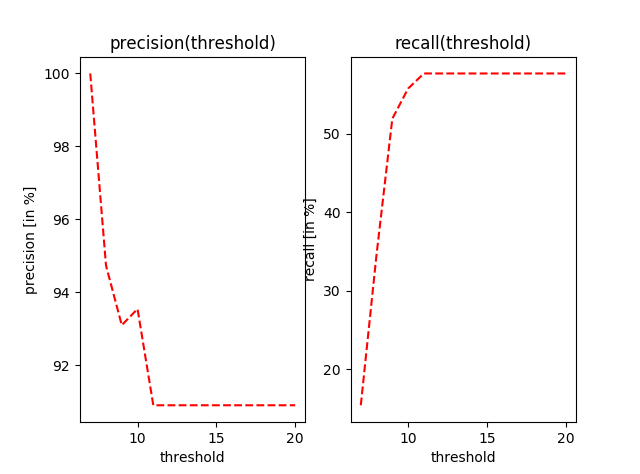 precision(threshold)
recall(threshold)
precision [in %]
100
98
96
94
92
10
15
20
threshold
recall [in %]
50
40
30
20
10
15
20
threshold